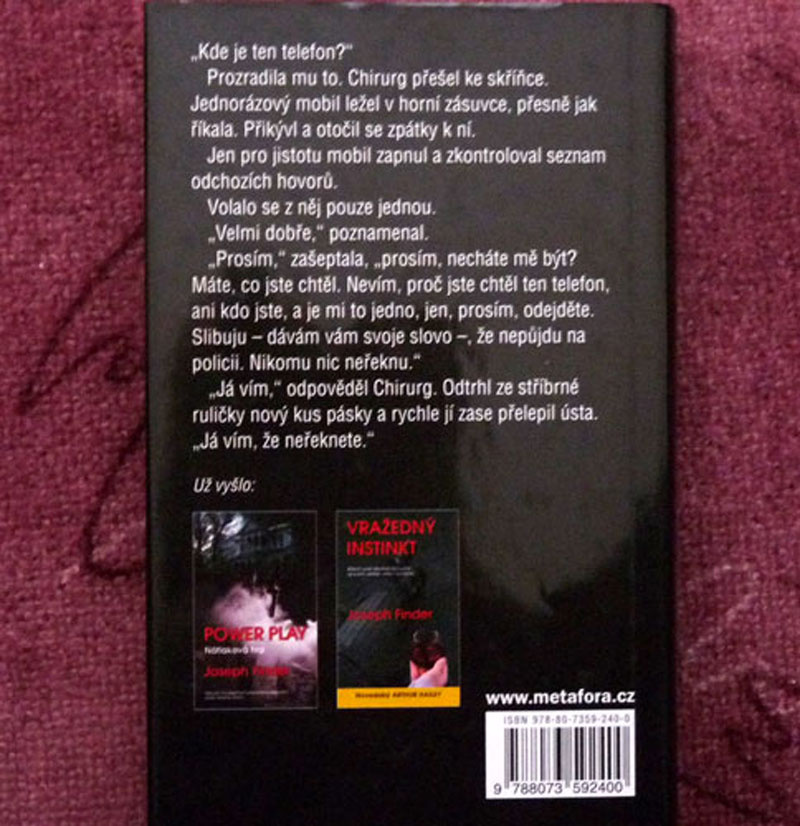 „Kde je ten telefon?“
Prozradila mu to. Chirurg přešel ke skříňce.
Jednorázový mobil ležel v horní zásuvce, přesně jak
říkala. Přikývl a otočil se zpátky k ní.
Jen pro jistotu mobil zapnul a zkontroloval seznam
odchozích hovorů.
Volalo se z něj pouze jednou.
„Velmi dobře,“ poznamenal.
„Prosím,“ zašeptala, „prosím, necháte mě být?
Máte, co jste chtěl. Nevím, proč jste chtěl ten telefon,
ani kdo jste, a je mi to jedno, jen, prosím, odejděte.
Slibuju – dávám vám svoje slovo –, že nepůjdu na
policii. Nikomu nic neřeknu.“
„Já vím,“ odpověděl Chirurg. Odtrhl ze stříbrné
ruličky nový kus pásky a rychle jí zase přelepil ústa.
„Já vím, že neřeknete.“
Už vyšlo:
POWER PLAY
Nátlaková hra
Joseph Finder
VRAŽEDNÝ
INSTINKT
Joseph Finder
ARTHUR HAILEY
www.metafora.cz
ISBN 978-80-7359-240-0
9 788073 592400